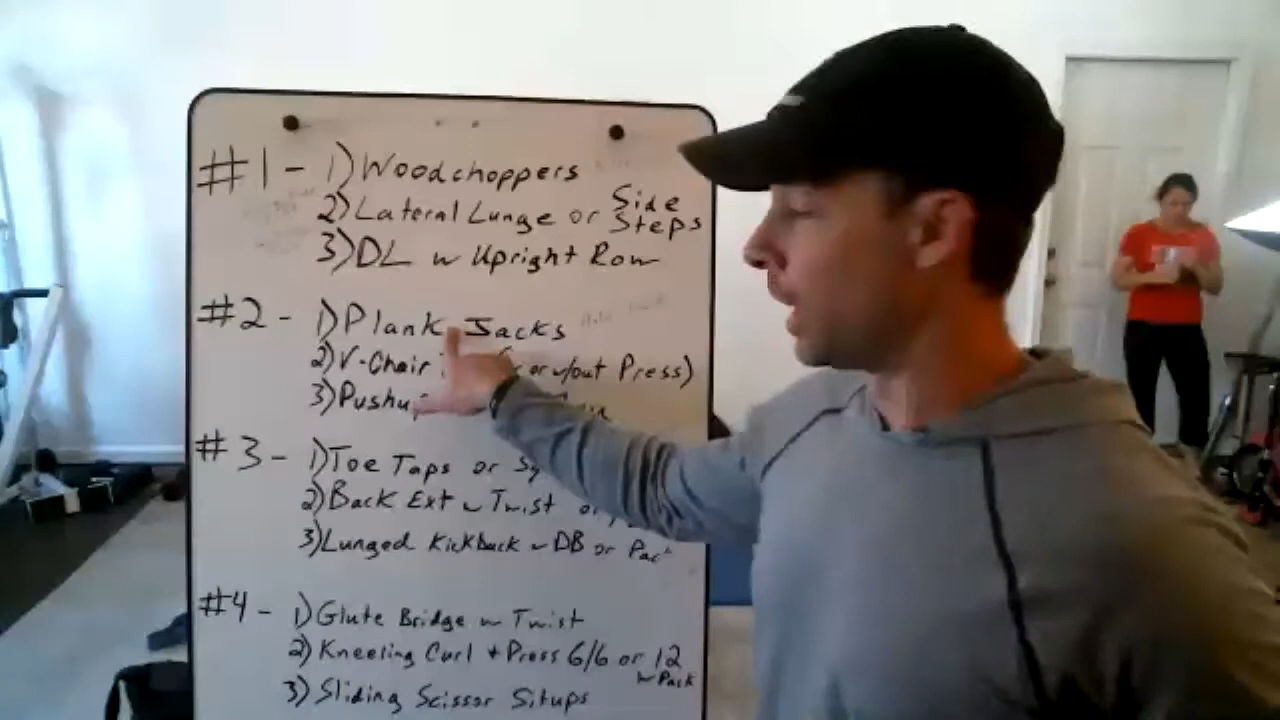 #1 - 1) Woodchoppers
2) Lateral Lunge or Side Steps
3) DL w Upright Row
#2 - 1) Plank Jacks
2) V-Chair or w/out Press)
3) Pushu
#3 - 1) Toe Taps or
2) Back Ext w Twist
3) Lunged Kickback w DB or Pac
#4 - 1) Glute Bridge w Twist
2) Kneeling Curl + Press 6/6 or 12
w Pack
3) Sliding Scissor Situps